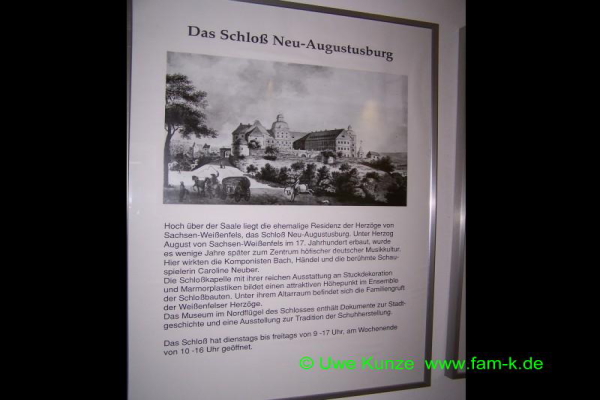 Das Schloß Neu-Augustusburg
Hoch über der Saale liegt die ehemalige Residenz der Herzöge von
Sachsen-Weißenfels, das Schloß Neu-Augustusburg. Unter Herzog
August von Sachsen-Weißenfels im 17. Jahrhundert erbaut, wurde
es wenige Jahre später zum Zentrum höfischer deutscher Musikkultur.
Hier wirkten die Komponisten Bach, Händel und die berühmte Schau-
spielerin Caroline Neuber.
Die Schloßkapelle mit ihrer reichen Ausstattung an Stuckdekoration
und Marmorplastiken bildet einen attraktiven Höhepunkt im Ensemble
der Schloßbauten. Unter ihrem Altarraum befindet sich die Familiengruft
der Weißenfelser Herzöge.
Das Museum im Nordflügel des Schlosses enthält Dokumente zur Stadt-
geschichte und eine Ausstellung zur Tradition der Schuhherstellung.
Das Schloß hat dienstags bis freitags von 9 -17 Uhr, am Wochenende
von 10 -16 Uhr geöffnet.
© Uwe Kunze www.fam-k.de